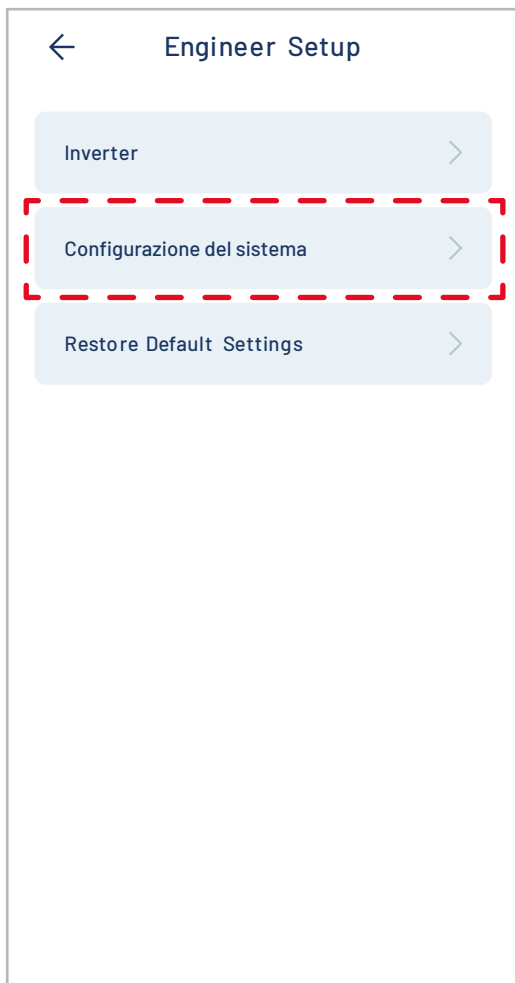 Engineer Setup
Inverter
Configurazione del sistema
Restore Default Settings